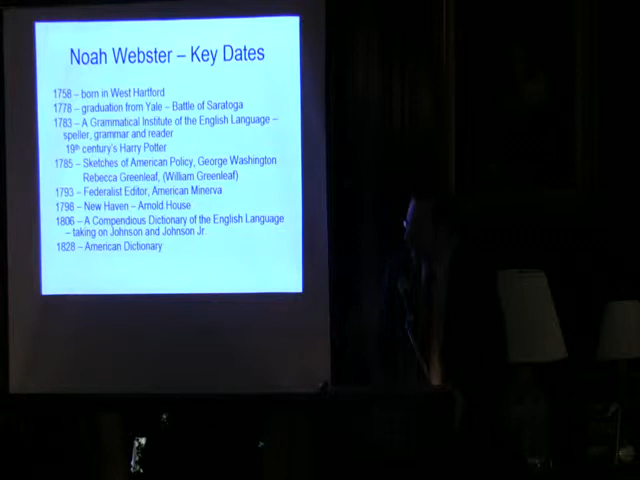 Noah Webster – Key Dates
1758 – born in West Hartford
1778 – graduation from Yale – Battle of Saratoga
1783 – A Grammatical Institute of the English Language –
speller, grammar and reader
19th century's Harry Potter
1785 – Sketches of American Policy, George Washington
Rebecca Greenleaf, (William Greenleaf)
1793 – Federalist Editor, American Minerva
1798 – New Haven – Arnold House
1806 – A Compendious Dictionary of the English Language
– taking on Johnson and Johnson Jr.
1828 – American Dictionary